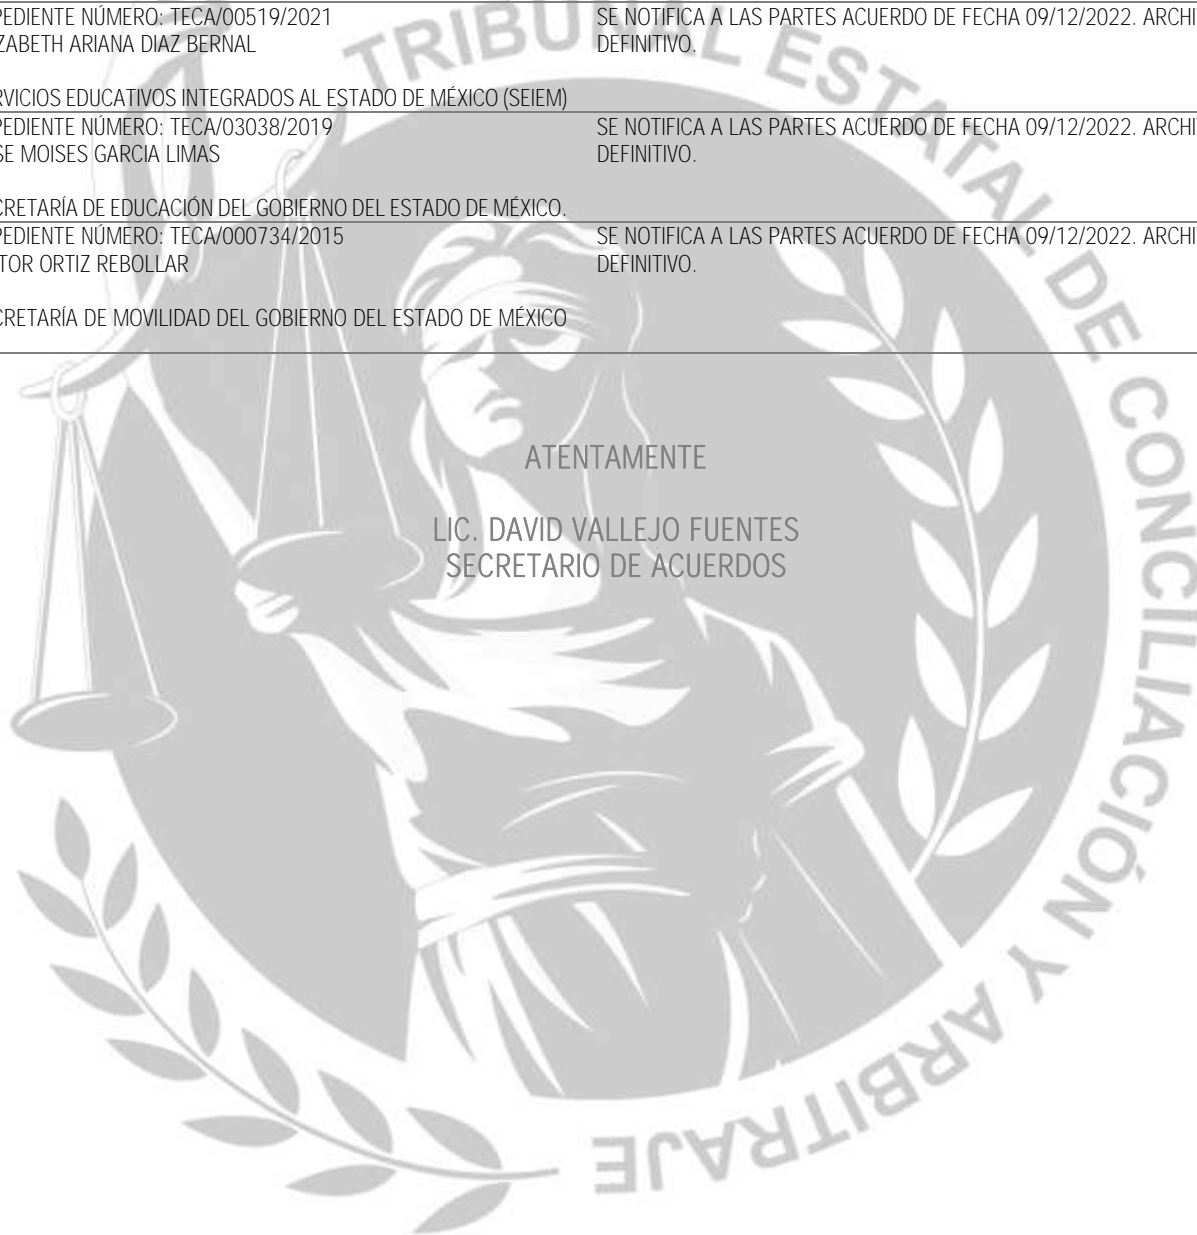 PEDIENTE NÚMERO: TECA/00519/2021
ZABETH ARIANA DIAZ BERNAL
RVICIOS EDUCATIVOS INTEGRADOS AL ESTADO DE MÉXICO (SEIEM)
SE NOTIFICA A LAS PARTES ACUERDO DE FECHA 09/12/2022. ARCHI
DEFINITIVO.
PEDIENTE NÚMERO: TECA/03038/2019
SE MOISES GARCIA LIMAS
CRETARÍA DE EDUCACIÓN DEL GOBIERNO DEL ESTADO DE MÉXICO.
SE NOTIFICA A LAS PARTES ACUERDO DE FECHA 09/12/2022. ARCHI
DEFINITIVO.
PEDIENTE NÚMERO: TECA/000734/2015
TOR ORTIZ REBOLLAR
CRETARÍA DE MOVILIDAD DEL GOBIERNO DEL ESTADO DE MÉXICO
SE NOTIFICA A LAS PARTES ACUERDO DE FECHA 09/12/2022. ARCHI
DEFINITIVO.
ATENTAMENTE
LIC. DAVID VALLEJO FUENTES
SECRETARIO DE ACUERDOS
TRIBUNAL ESTATAL DE CONCILIACIÓN Y ARBITRAJE